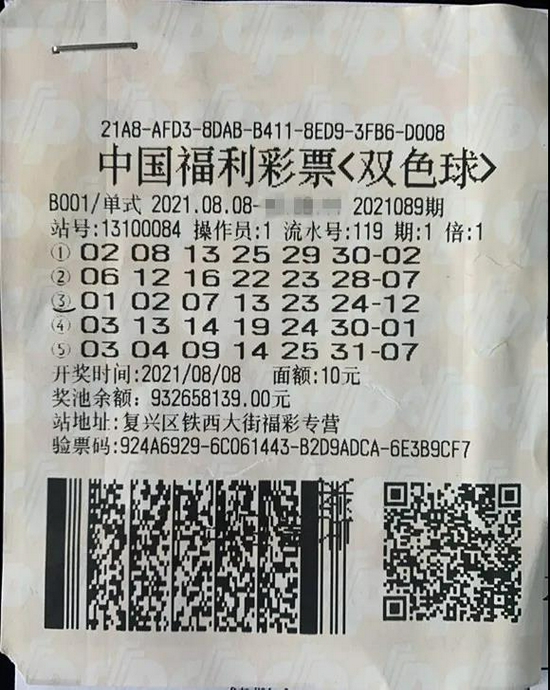 21A8-AFD3-8DAB-B411-8ED9-3FB6-D008
中国福利彩票<双色球>
B001/单式 2021.08.08- 2021089期
站号:13100084 操作员:1 流水号:119 期:1 倍:1
① 02 08 13 25 29 30-02
② 06 12 16 22 23 28-07
③ 01 02 07 13 23 24-12
④ 03 13 14 19 24 30-01
⑤ 03 04 09 14 25 31-07
开奖时间:2021/08/08 面额:10元
奖池余额: 932658139.00元
站地址:复兴区铁西大街福彩专营
验票码:924A6929-6C061443-B2D9ADCA-6E3B9CF7